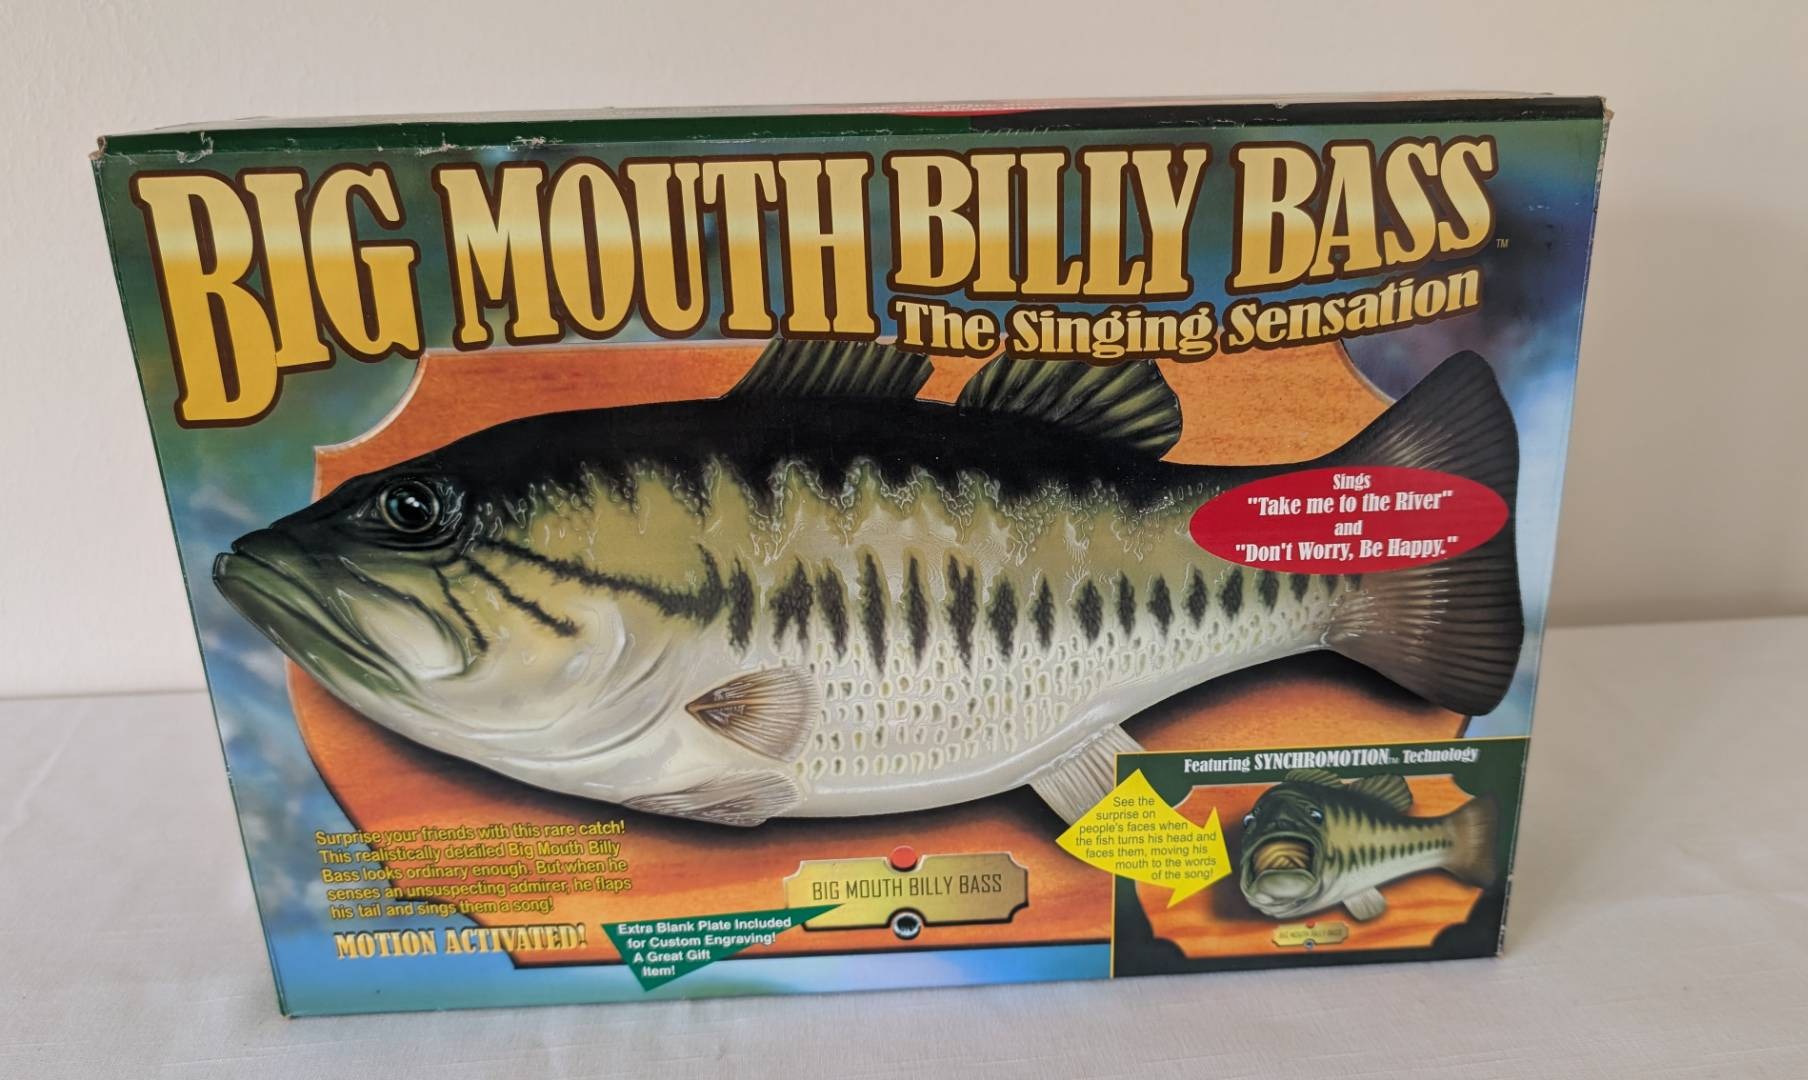 BIG MOUTH BILLY BASS
TM
The Singing Sensation
Sings
"Take me to the River"
and
"Don't Worry, Be Happy."
Featuring SYNCHROMOTION™ Technology
See the
surprise on
people's faces when
the fish turns his head and
faces them, moving his
mouth to the words
of the song!
Surprise your friends with this rare catch!
This realistically detailed Big Mouth Billy
Bass looks ordinary enough. But when he
senses an unsuspecting admirer, he flaps
his tail and sings them a song!
MOTION ACTIVATED!
BIG MOUTH BILLY BASS
Extra Blank Plate Included
for Custom Engraving!
A Great Gift
Item!
BIG MOUTH BILLY BASS